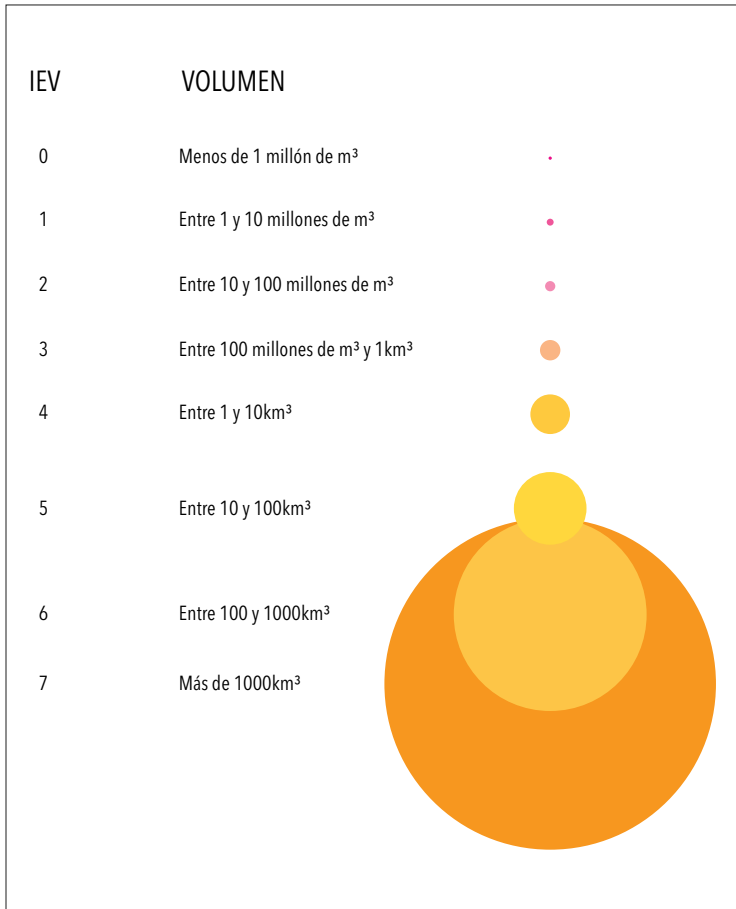 IEV VOLUMEN
0 Menos de 1 millón de m³
1 Entre 1 y 10 millones de m³
2 Entre 10 y 100 millones de m³
3 Entre 100 millones de m³ y 1km³
4 Entre 1 y 10km³
5 Entre 10 y 100km³
6 Entre 100 y 1000km³
7 Más de 1000km³